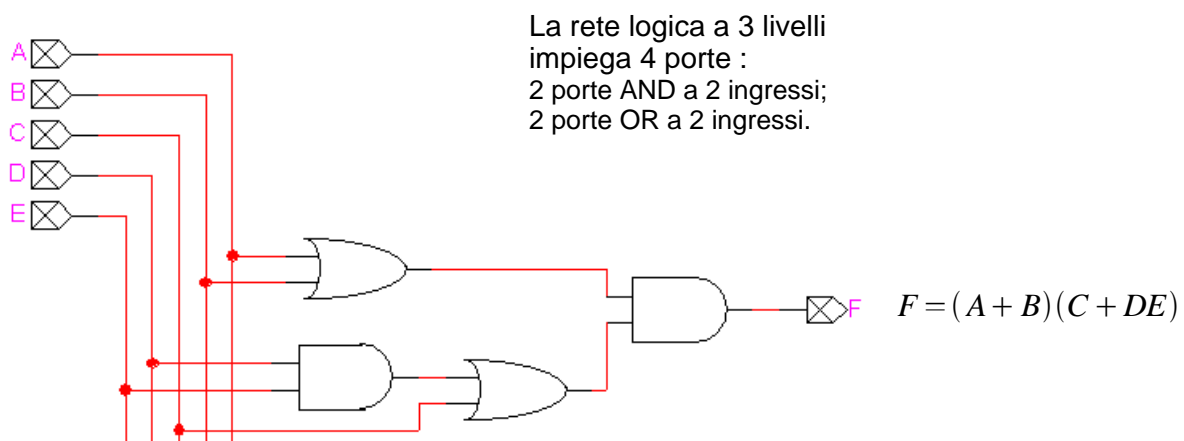 La rete logica a 3 livelli
impiega 4 porte :
2 porte AND a 2 ingressi;
2 porte OR a 2 ingressi.
A
B
C
D
E
F
F = (A + B)(C + DE)